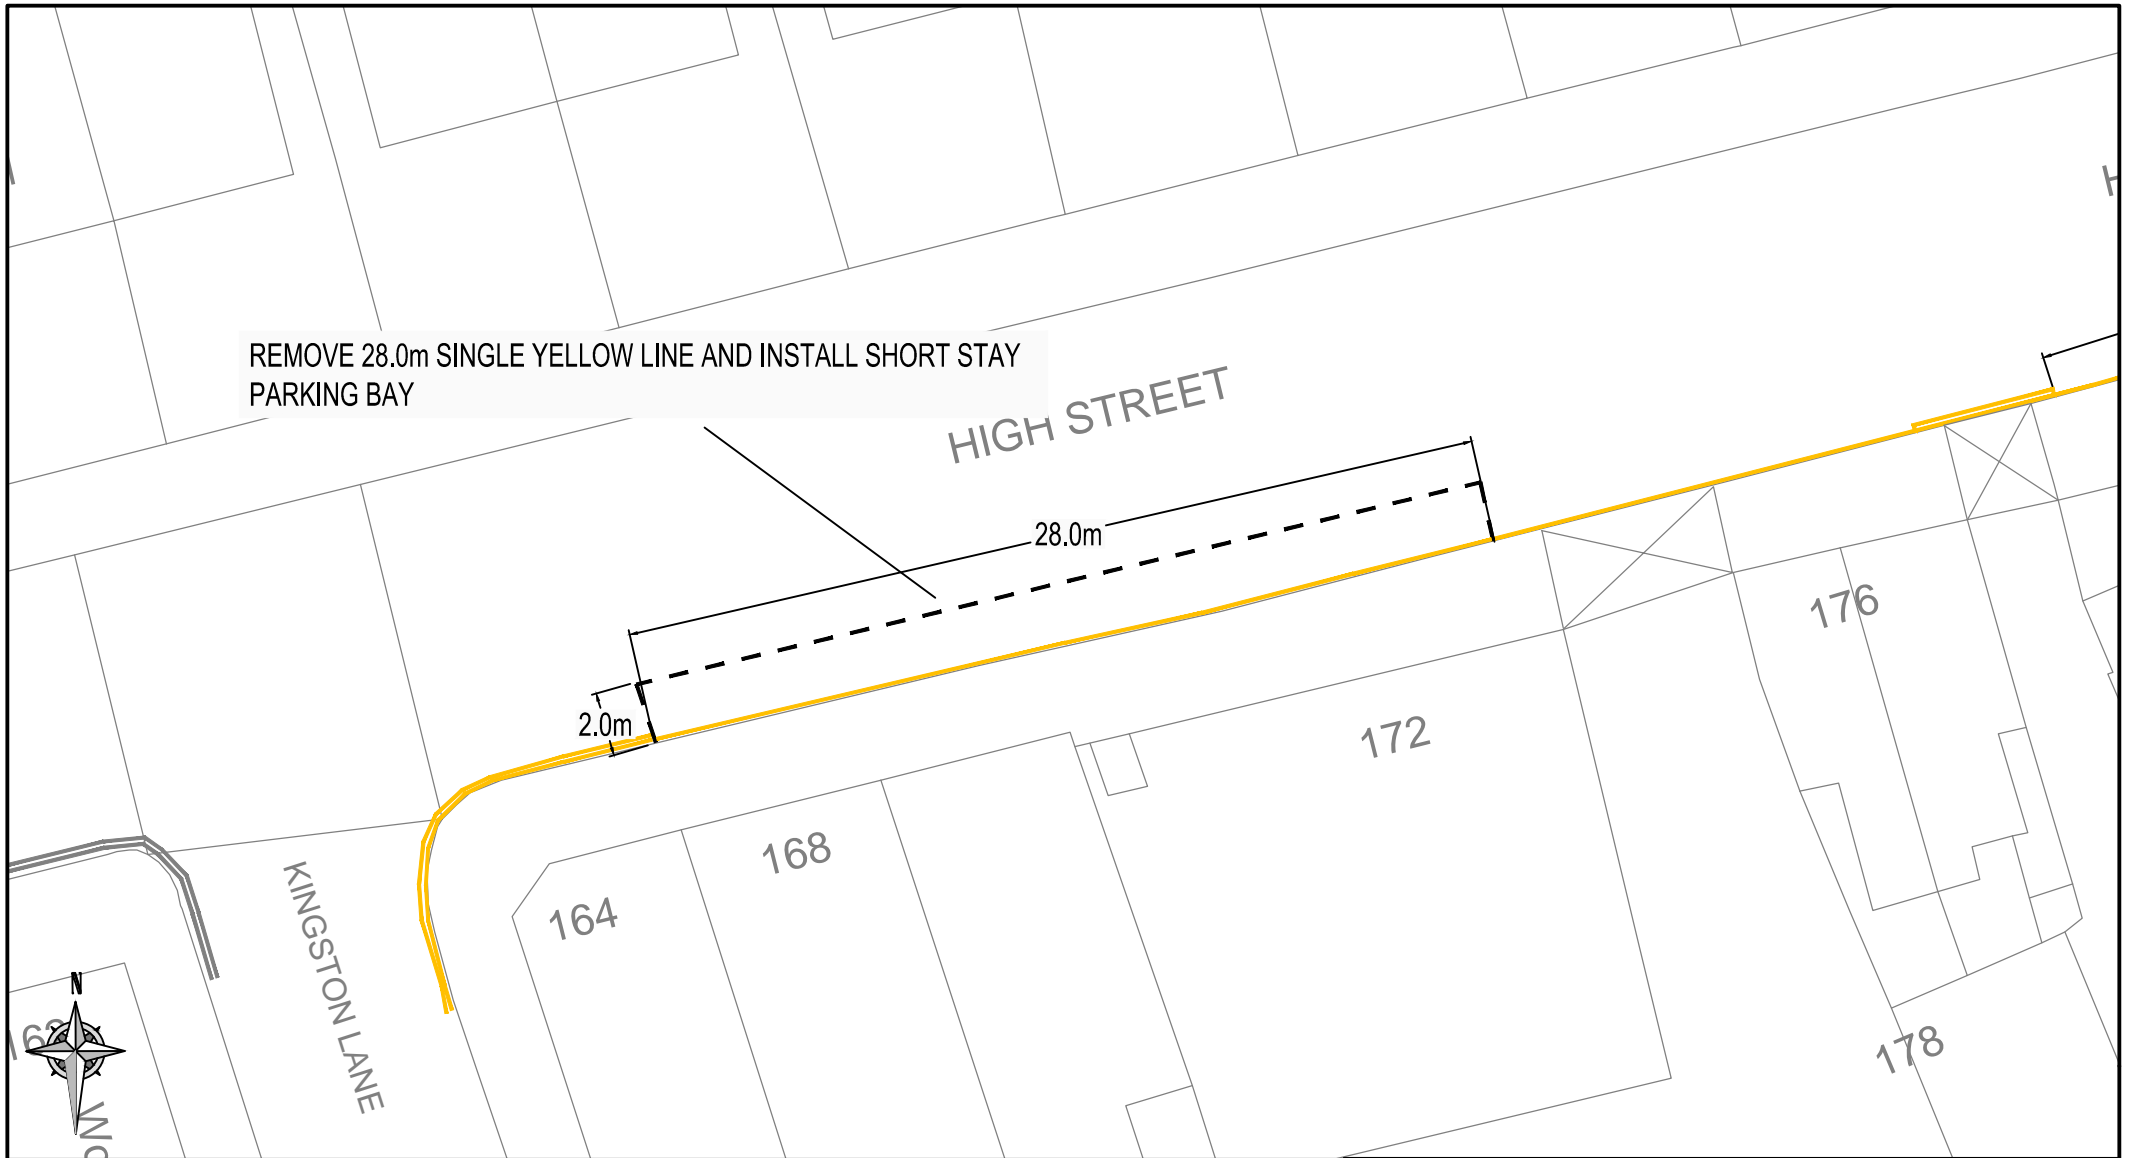 REMOVE 28.0m SINGLE YELLOW LINE AND INSTALL SHORT STAY
PARKING BAY
HIGH STREET
28.0m
2.0m
176
172
168
164
KINGSTON LANE
178
N